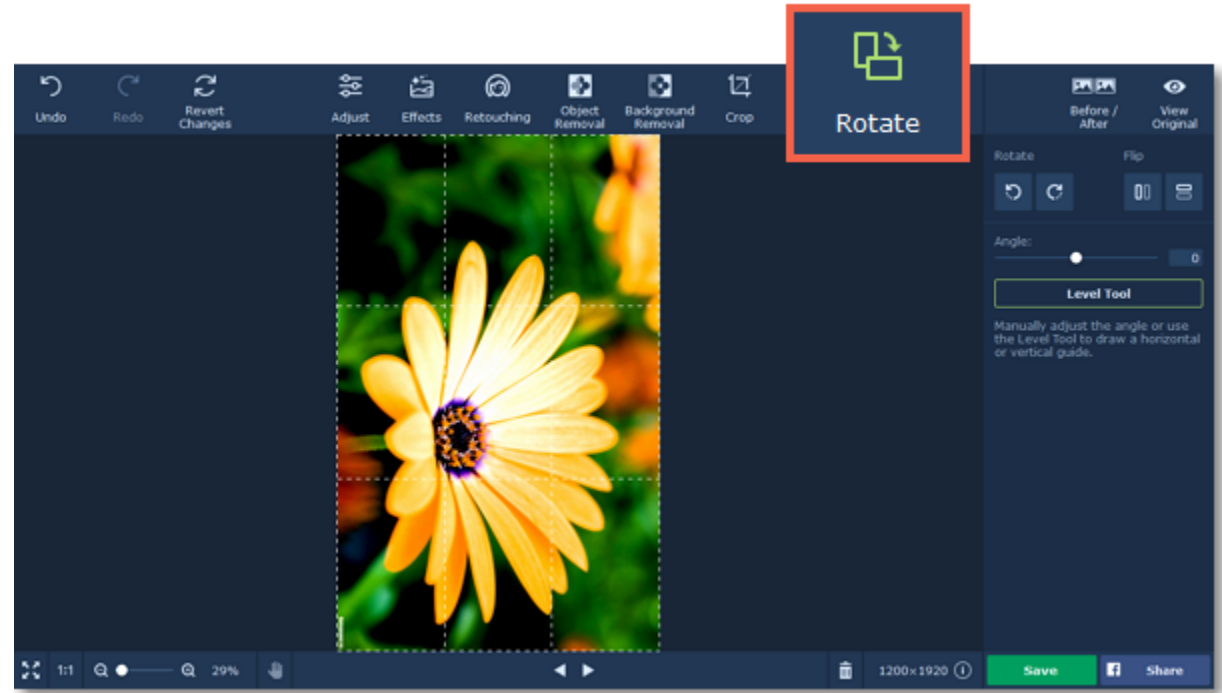 Rotate
Undo
Redo
Revert
Changes
Adjust
Effects
Retouching
Object
Removal
Background
Removal
Crop
Before /
After
View
Original
Rotate
Flip
Angle:
0
Level Tool
Manually adjust the angle or use
the Level Tool to draw a horizontal
or vertical guide.
1:1
29%
1200×1920
Save
Share